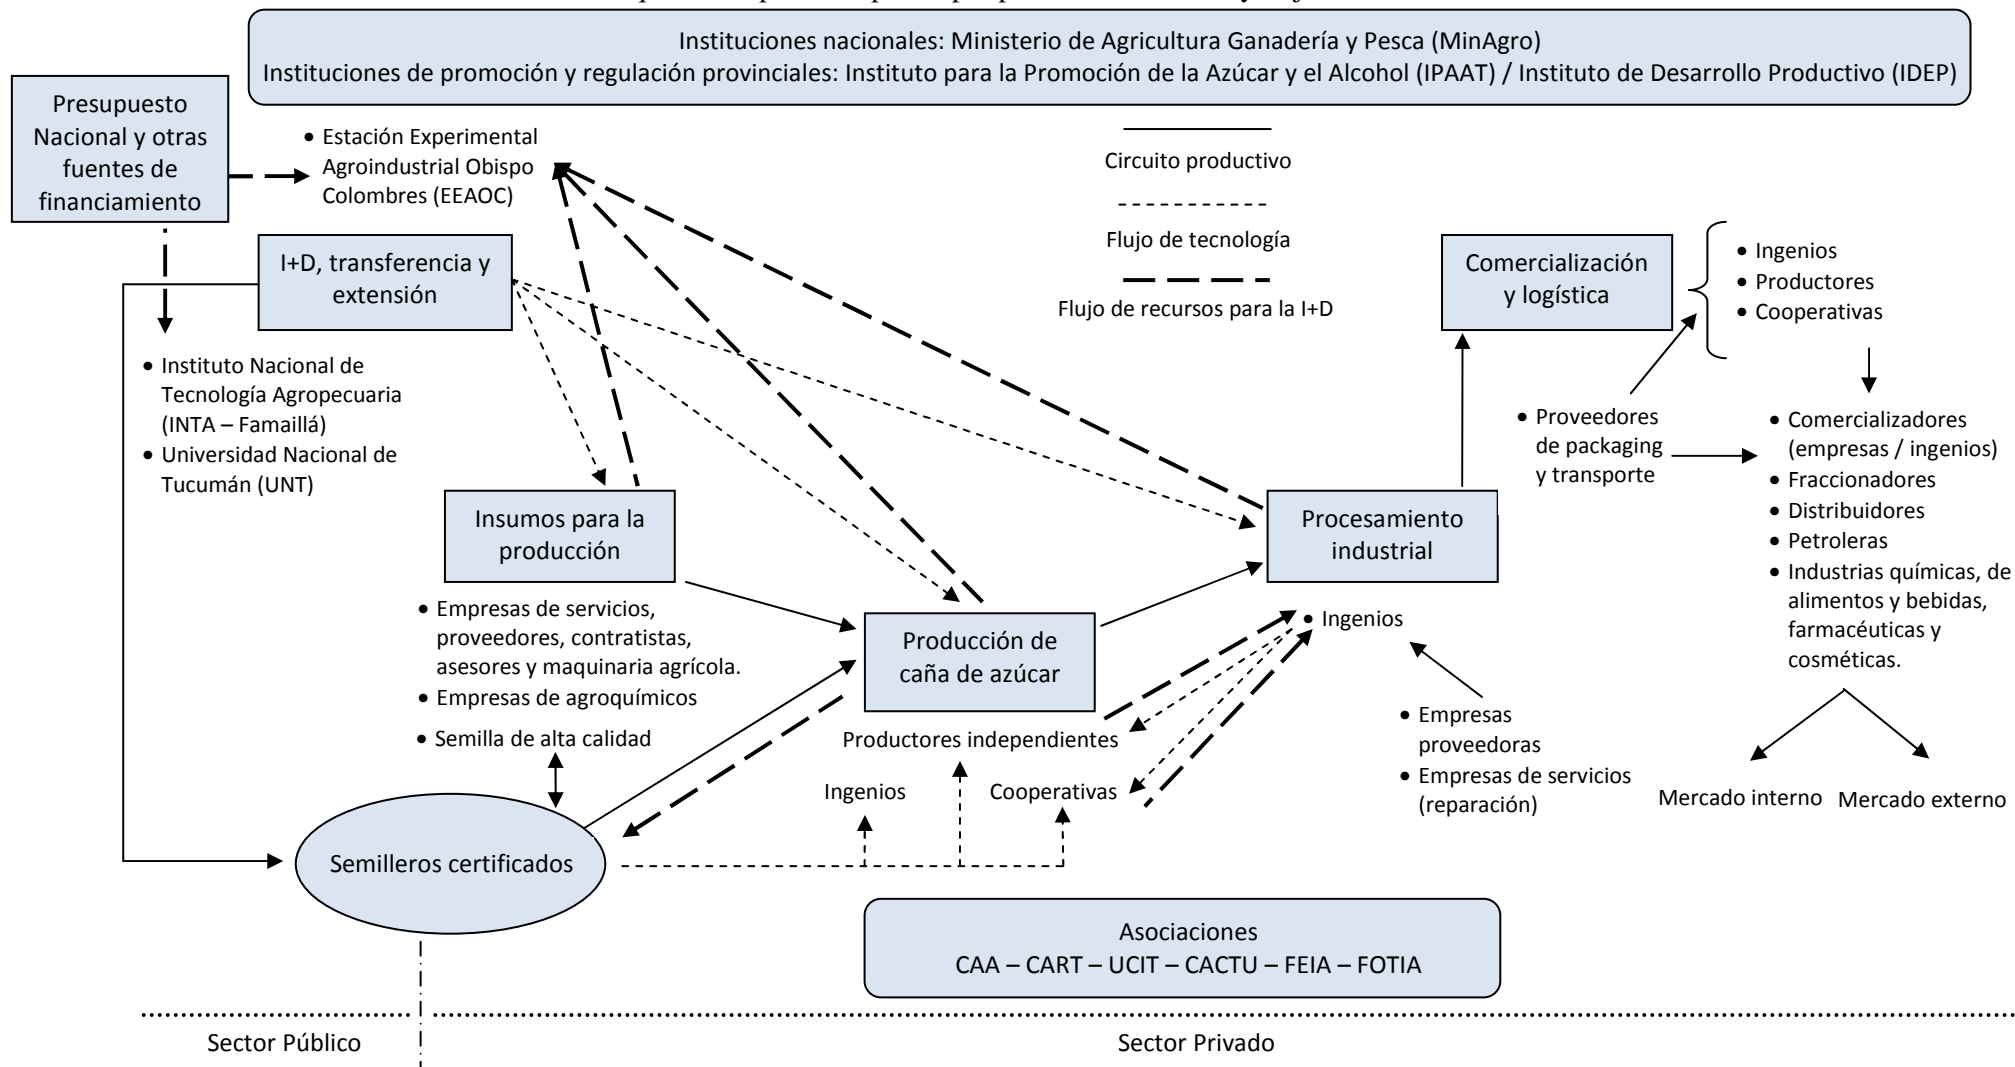 Instituciones nacionales: Ministerio de Agricultura Ganadería y Pesca (MinAgro)
Instituciones de promoción y regulación provinciales: Instituto para la Promoción de la Azúcar y el Alcohol (IPAAT) / Instituto de Desarrollo Productivo (IDEP)
Presupuesto
Nacional y otras
fuentes de
financiamiento
• Estación Experimental
Agroindustrial Obispo
Colombres (EEAOC)
Circuito productivo
Flujo de tecnología
Flujo de recursos para la I+D
I+D, transferencia y
extensión
Comercialización
y logística
• Ingenios
• Productores
• Cooperativas
• Instituto Nacional de
Tecnología Agropecuaria
(INTA – Famaillá)
• Universidad Nacional de
Tucumán (UNT)
• Proveedores
de packaging
y transporte
• Comercializadores
(empresas / ingenios)
• Fraccionadores
• Distribuidores
• Petroleras
• Industrias químicas, de
alimentos y bebidas,
farmacéuticas y
cosméticas.
Insumos para la
producción
Procesamiento
industrial
• Empresas de servicios,
proveedores, contratistas,
asesores y maquinaria agrícola.
• Empresas de agroquímicos
• Semilla de alta calidad
Producción de
caña de azúcar
• Ingenios
Productores independientes
Ingenios
Cooperativas
• Empresas
proveedoras
• Empresas de servicios
(reparación)
Mercado interno
Mercado externo
Semilleros certificados
Asociaciones
CAA – CART – UCIT – CACTU – FEIA – FOTIA
Sector Público
Sector Privado